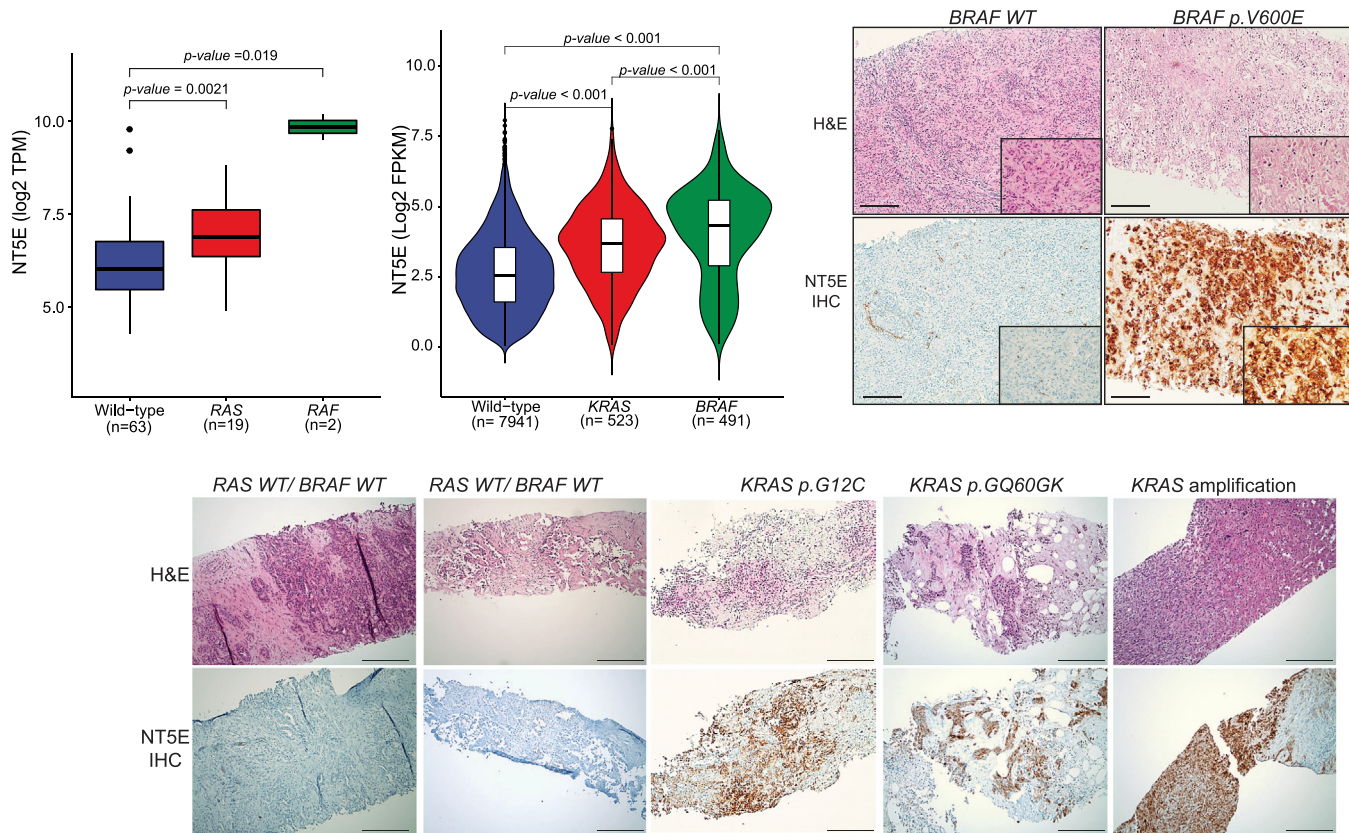 NT5E (log2 TPM)
10.0
7.5
5.0
p-value =0.019
p-value = 0.0021
Wild-type
(n=63)
RAS
(n=19)
RAF
(n=2)
NT5E (Log2 FPKM)
10.0
7.5
5.0
2.5
0.0
p-value < 0.001
p-value < 0.001
p-value < 0.001
Wild-type
(n= 7941)
KRAS
(n= 523)
BRAF
(n= 491)
BRAF WT
BRAF p.V600E
H&E
NT5E
IHC
RAS WT/ BRAF WT
RAS WT/ BRAF WT
KRAS p.G12C
KRAS p.GQ60GK
KRAS amplification
H&E
NT5E
IHC